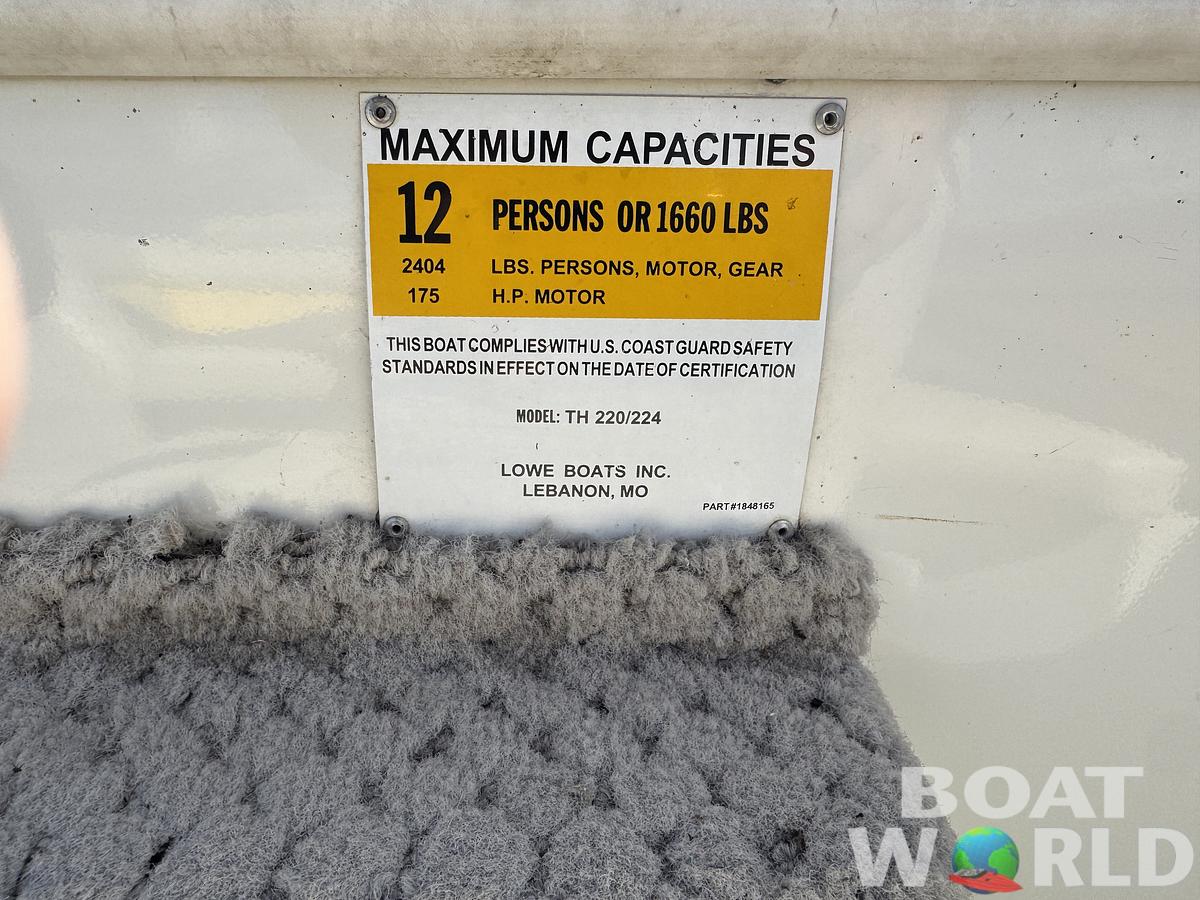 MAXIMUM CAPACITIES
12 PERSONS OR 1660 LBS
2404 LBS. PERSONS, MOTOR, GEAR
175 H.P. MOTOR
THIS BOAT COMPLIES WITH U.S. COAST GUARD SAFETY
STANDARDS IN EFFECT ON THE DATE OF CERTIFICATION
MODEL: TH 220/224
LOWE BOATS INC.
LEBANON, MO
PART#1848165
BOAT
WORLD